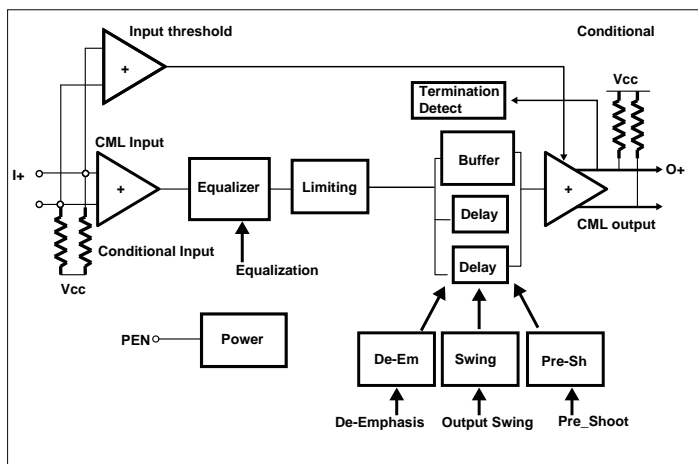 Input threshold
Conditional
Vcc
Termination
Detect
CML Input
+
I+
+
Equalizer
Limiting
Buffer
Delay
Delay
+
O+
CML output
Conditional Input
Equalization
Vcc
PEN
Power
De-Em
Swing
Pre-Sh
De-Emphasis
Output Swing
Pre_Shoot